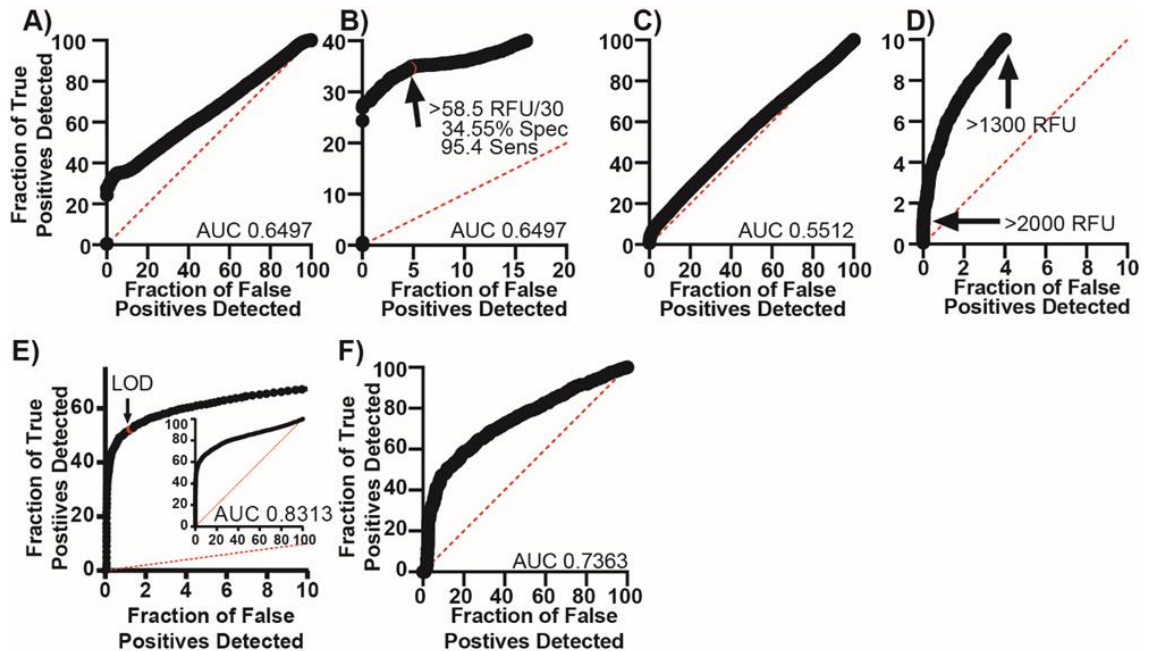 A)
Fraction of True
Positives Detected
100
80
60
40
20
0
AUC 0.6497
0 20 40 60 80 100
Fraction of False
Positives Detected
B)
40
30
20
10
0
>58.5 RFU/30
34.55% Spec
95.4 Sens
AUC 0.6497
0 5 10 15 20
Fraction of False
Positives Detected
C)
100
80
60
40
20
0
AUC 0.5512
0 20 40 60 80 100
Fraction of False
Positives Detected
D)
10
8
6
4
2
0
>1300 RFU
>2000 RFU
0 2 4 6 8 10
Fraction of False
Positives Detected
E)
Fraction of True
Postiives Detected
60
40
20
0
LOD
100
80
60
40
20
0
AUC 0.8313
0 20 40 60 80 100
0 2 4 6 8 10
Fraction of False
Positives Detected
F)
Fraction of True
Positives Detected
100
80
60
40
20
0
AUC 0.7363
0 20 40 60 80 100
Fraction of False
Postiives Detected